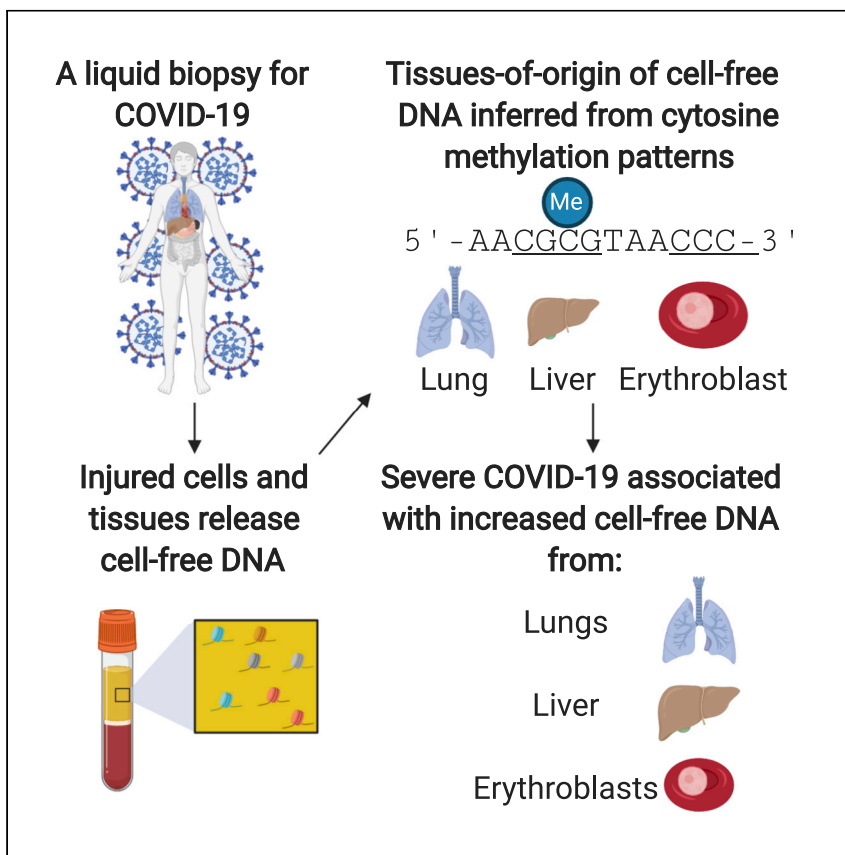 A liquid biopsy for
COVID-19
Injured cells and
tissues release
cell-free DNA
Tissues-of-origin of cell-free
DNA inferred from cytosine
methylation patterns
Me
5'-AACGCGTAACCC-3'
Lung Liver Erythroblast
Severe COVID-19 associated
with increased cell-free DNA
from:
Lungs
Liver
Erythroblasts